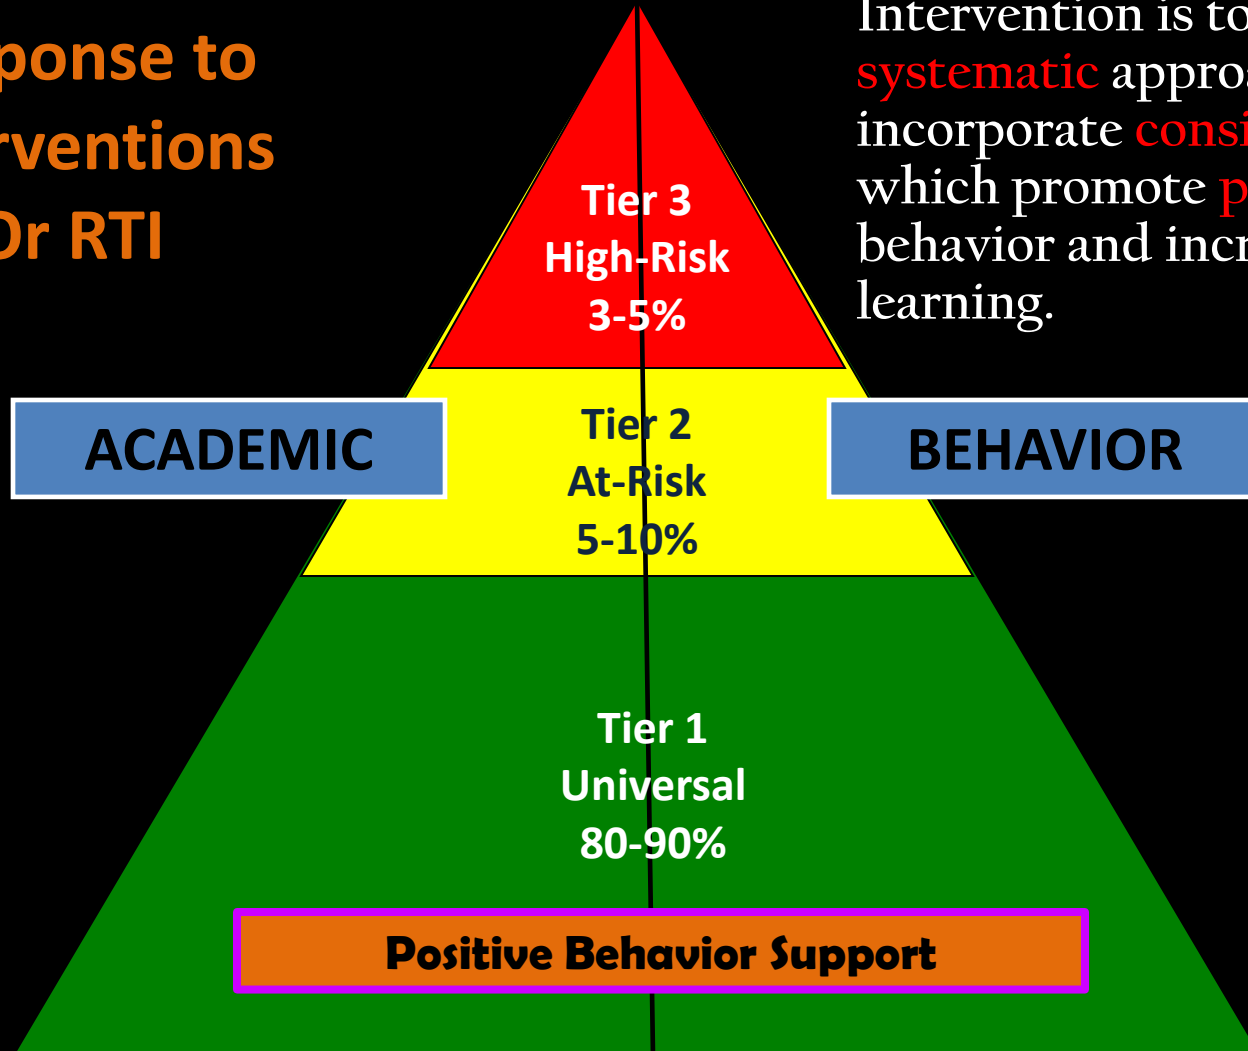 ponse to
rventions
Or RTI
Intervention is to
systematic approa
incorporate consi
which promote p
behavior and incr
learning.
Tier 3
High-Risk
3-5%
ACADEMIC
Tier 2
At-Risk
5-10%
BEHAVIOR
Tier 1
Universal
80-90%
Positive Behavior Support